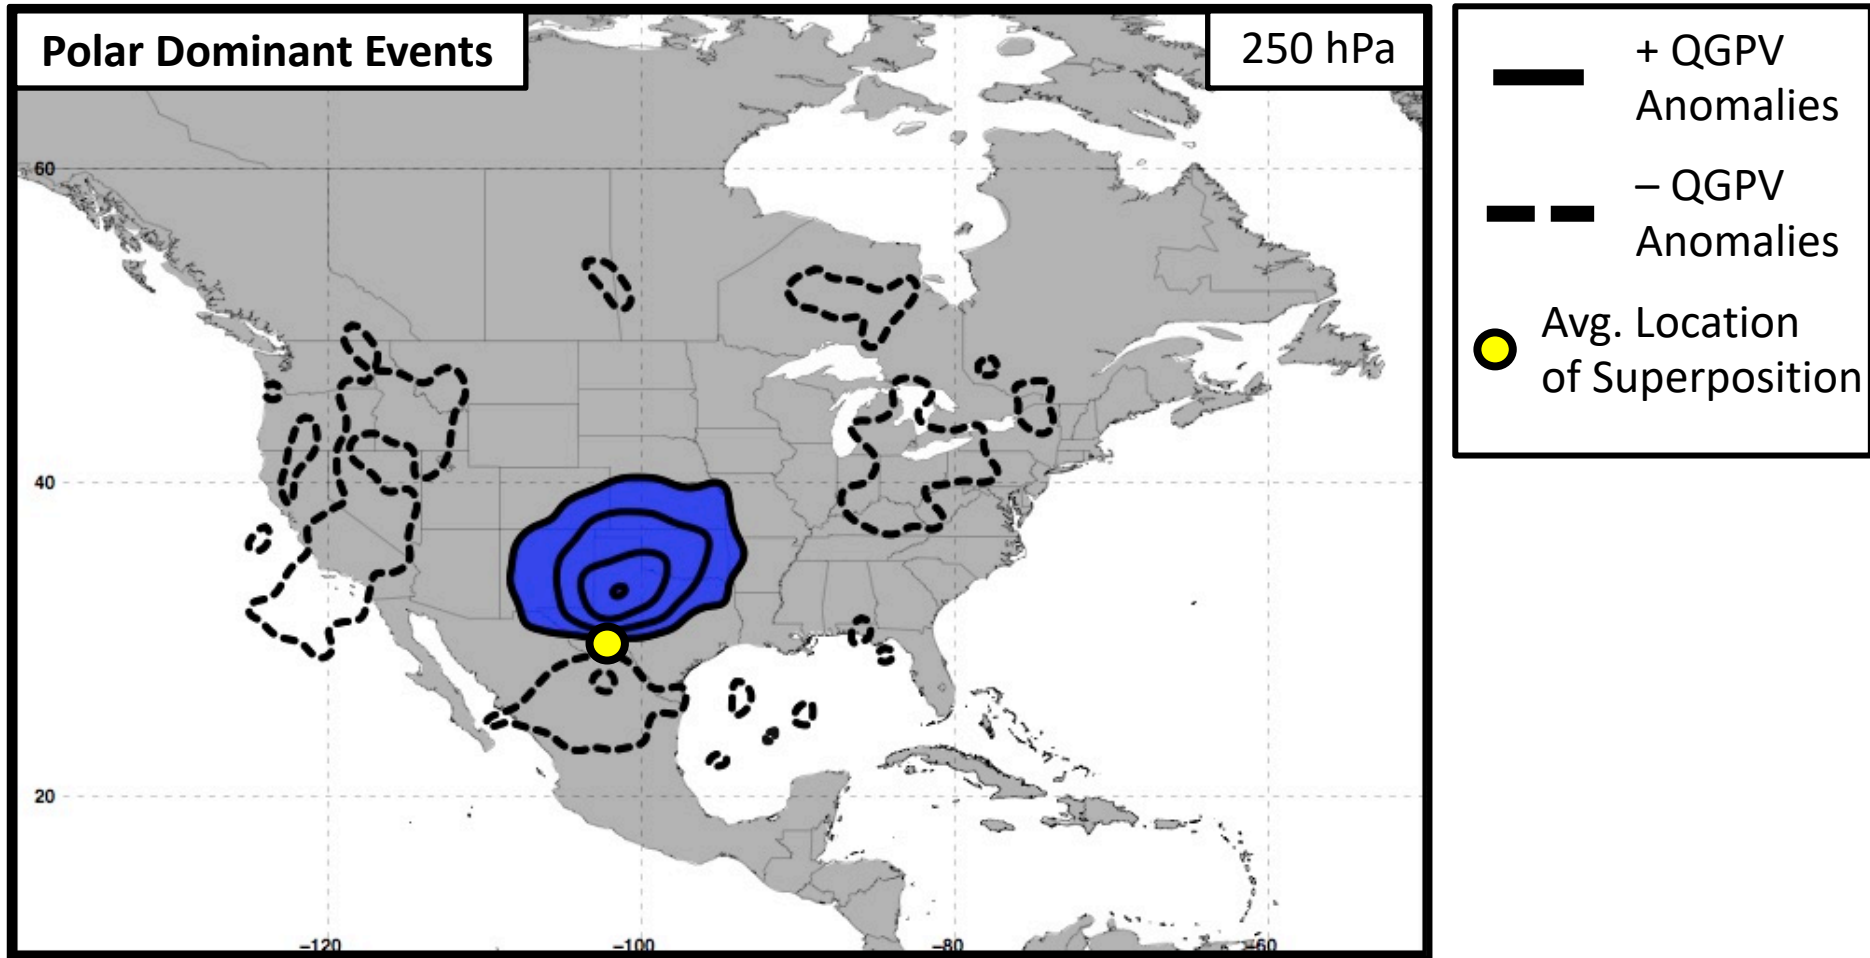 Polar Dominant Events
250 hPa
60
40
20
−120
−100
−80
−60
+ QGPV
Anomalies
– QGPV
Anomalies
Avg. Location
of Superposition